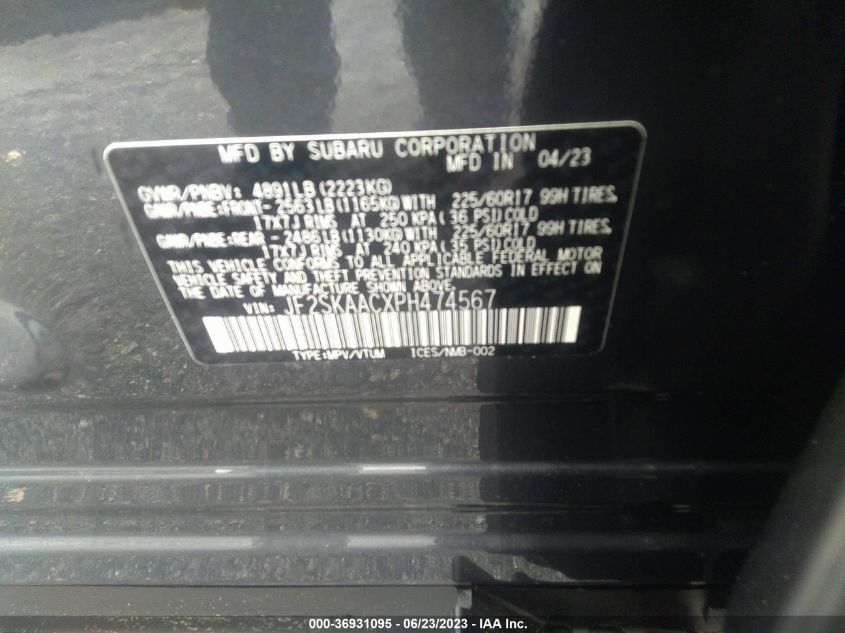 MFD BY SUBARU CORPORATION
MFD IN 04/23
GVWR/PNBV: 4891LB(2223KG)
GAWR/PNBE:FRONT- 2563LB(1165KG)WITH 225/60R17 99H TIRES,
17X7J RIMS AT 250 KPA(36 PSI)COLD
GAWR/PNBE:REAR - 2486LB(1130KG)WITH 225/60R17 99H TIRES,
17X7J RIMS AT 240 KPA(35 PSI)COLD
THIS VEHICLE CONFORMS TO ALL APPLICABLE FEDERAL MOTOR
VEHICLE SAFETY AND THEFT PREVENTION STANDARDS IN EFFECT ON
THE DATE OF MANUFACTURE SHOWN ABOVE.
VIN: JF2SKAACXPH474567
TYPE:MPV/VTUM ICES/NMB-002
000-36931095 - 06/23/2023 - IAA Inc.